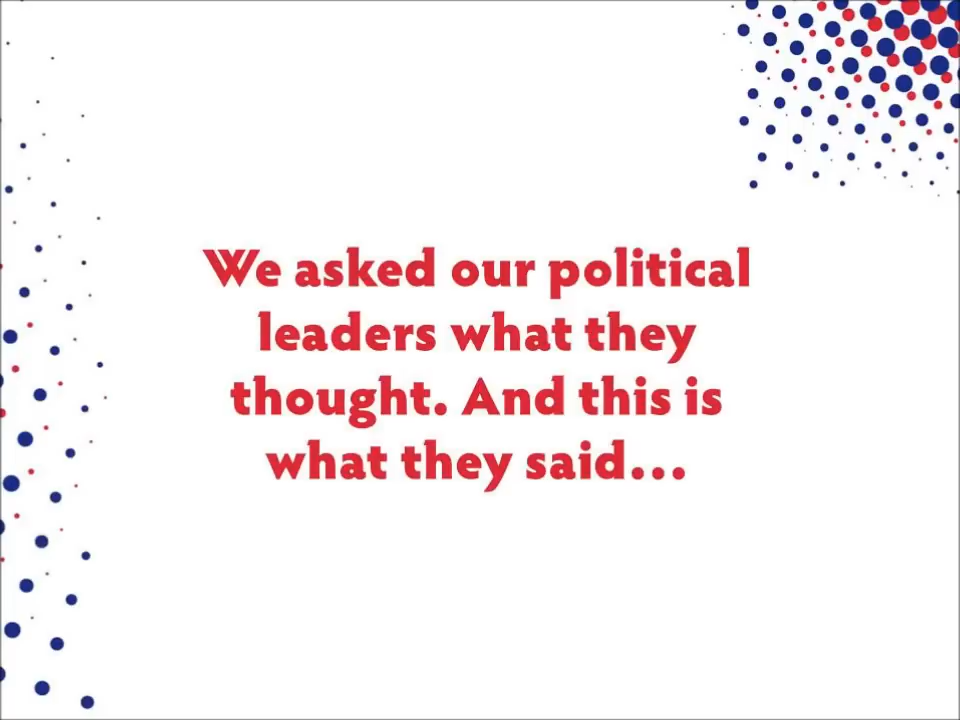 We asked our political
leaders what they
thought. And this is
what they said...